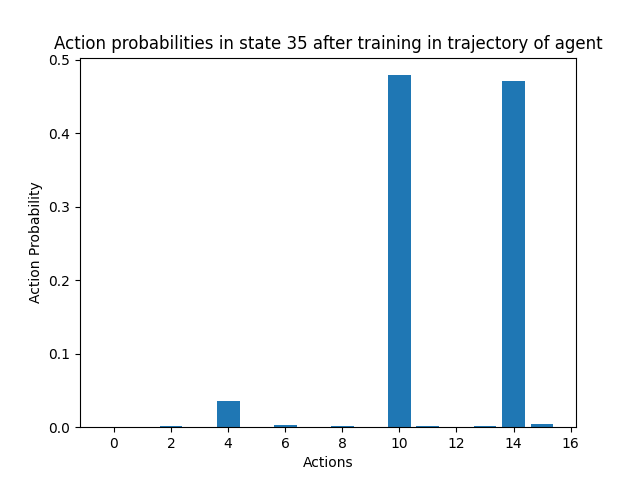 Action probabilities in state 35 after training in trajectory of agent
0.5
0.4
0.3
0.2
0.1
0.0
Action Probability
0 2 4 6 8 10 12 14 16
Actions